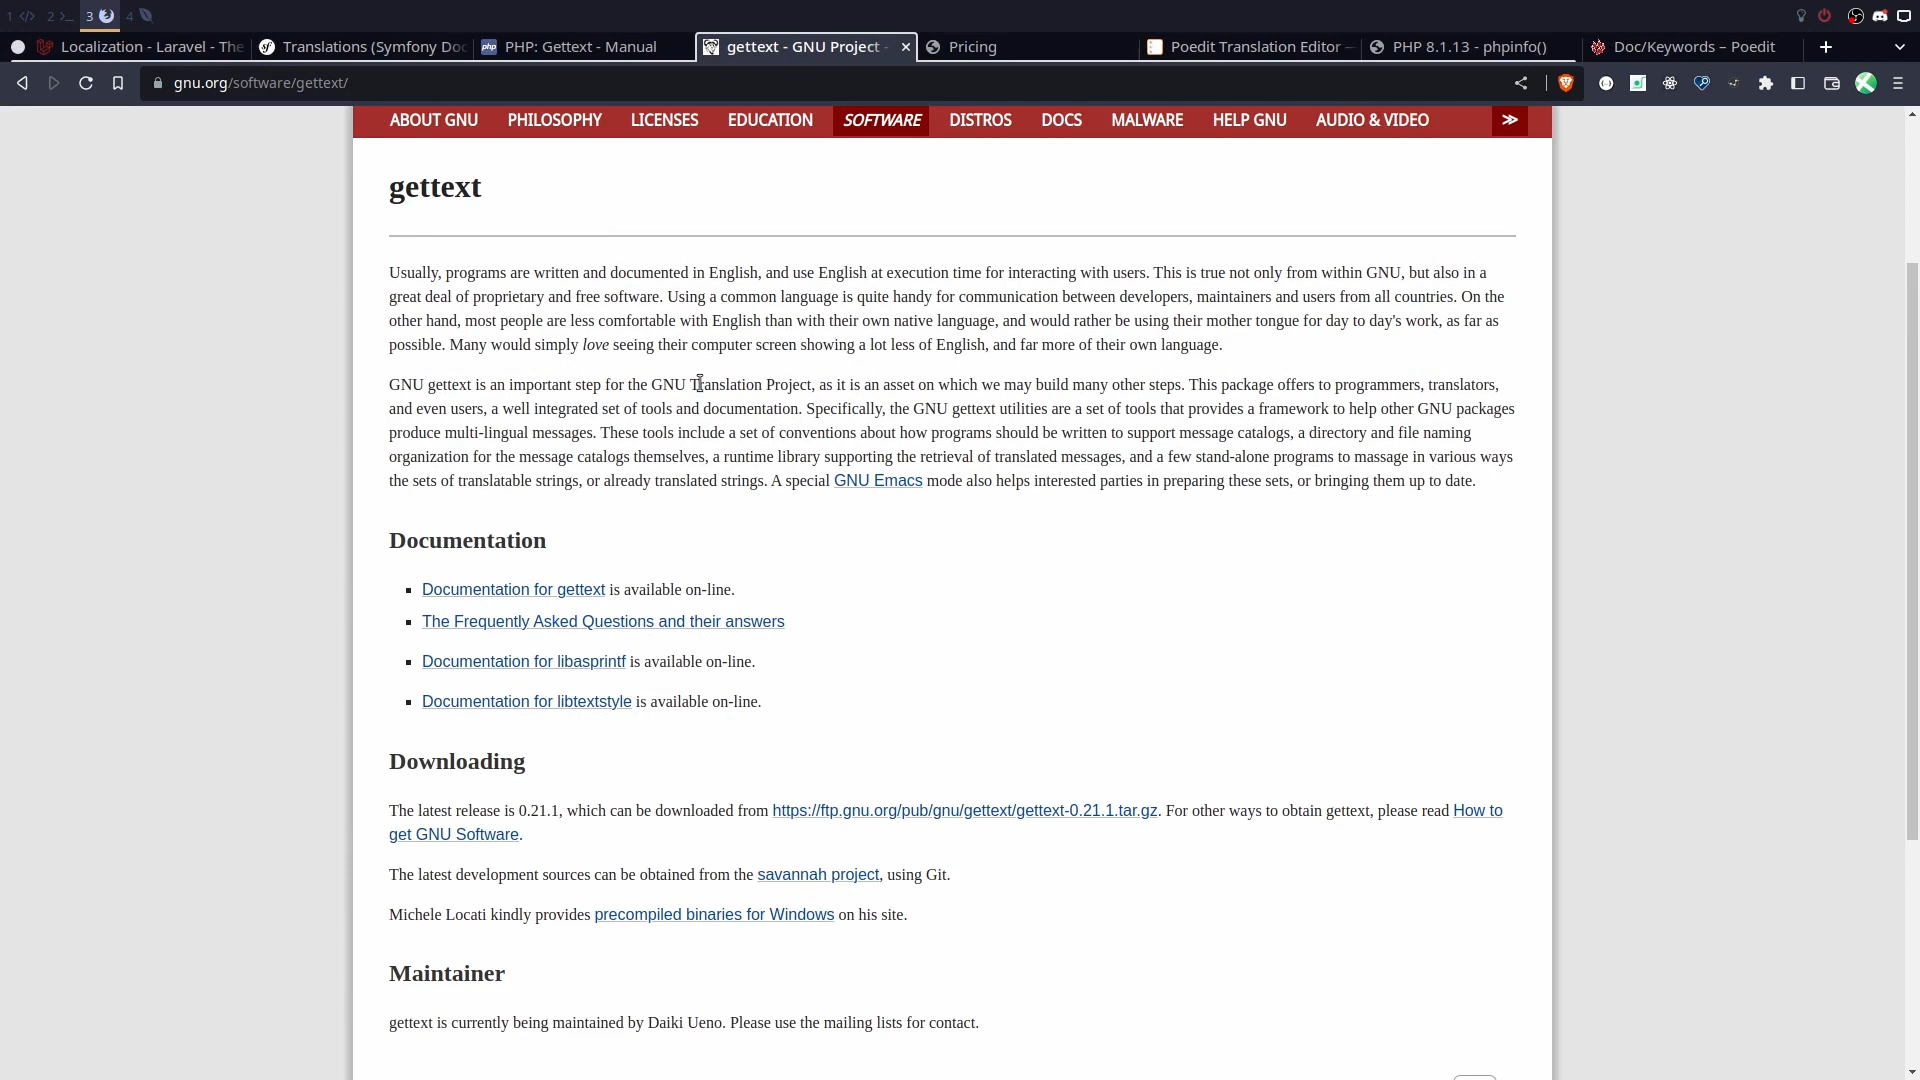 1 </>
2 >_
3
4
Localization - Laravel - The
Translations (Symfony Doc
php
PHP: Gettext - Manual
gettext - GNU Project -
Pricing
Poedit Translation Editor –
PHP 8.1.13 - phpinfo()
Doc/Keywords – Poedit
gnu.org/software/gettext/
ABOUT GNU PHILOSOPHY LICENSES EDUCATION SOFTWARE DISTROS DOCS MALWARE HELP GNU AUDIO & VIDEO ≫
gettext
Usually, programs are written and documented in English, and use English at execution time for interacting with users. This is true not only from within GNU, but also in a
great deal of proprietary and free software. Using a common language is quite handy for communication between developers, maintainers and users from all countries. On the
other hand, most people are less comfortable with English than with their own native language, and would rather be using their mother tongue for day to day's work, as far as
possible. Many would simply love seeing their computer screen showing a lot less of English, and far more of their own language.
GNU gettext is an important step for the GNU Translation Project, as it is an asset on which we may build many other steps. This package offers to programmers, translators,
and even users, a well integrated set of tools and documentation. Specifically, the GNU gettext utilities are a set of tools that provides a framework to help other GNU packages
produce multi-lingual messages. These tools include a set of conventions about how programs should be written to support message catalogs, a directory and file naming
organization for the message catalogs themselves, a runtime library supporting the retrieval of translated messages, and a few stand-alone programs to massage in various ways
the sets of translatable strings, or already translated strings. A special GNU Emacs mode also helps interested parties in preparing these sets, or bringing them up to date.
Documentation
Documentation for gettext is available on-line.
The Frequently Asked Questions and their answers
Documentation for libasprintf is available on-line.
Documentation for libtextstyle is available on-line.
Downloading
The latest release is 0.21.1, which can be downloaded from https://ftp.gnu.org/pub/gnu/gettext/gettext-0.21.1.tar.gz. For other ways to obtain gettext, please read How to
get GNU Software.
The latest development sources can be obtained from the savannah project, using Git.
Michele Locati kindly provides precompiled binaries for Windows on his site.
Maintainer
gettext is currently being maintained by Daiki Ueno. Please use the mailing lists for contact.